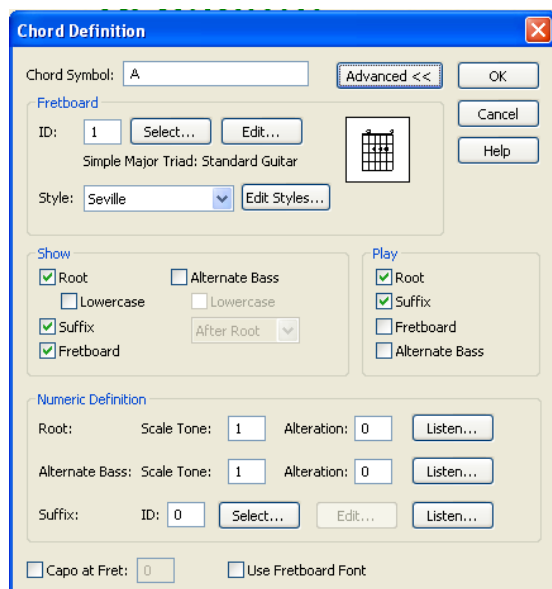 Chord Definition
Chord Symbol: A Advanced << OK
Fretboard Cancel
ID: 1 Select... Edit... Help
Simple Major Triad: Standard Guitar
Style: Seville Edit Styles...
Show Play
Root Alternate Bass Root
Lowercase Lowercase Suffix
Suffix After Root Fretboard
Fretboard Alternate Bass
Numeric Definition
Root: Scale Tone: 1 Alteration: 0 Listen...
Alternate Bass: Scale Tone: 1 Alteration: 0 Listen...
Suffix: ID: 0 Select... Edit... Listen...
Capo at Fret: 0 Use Fretboard Font